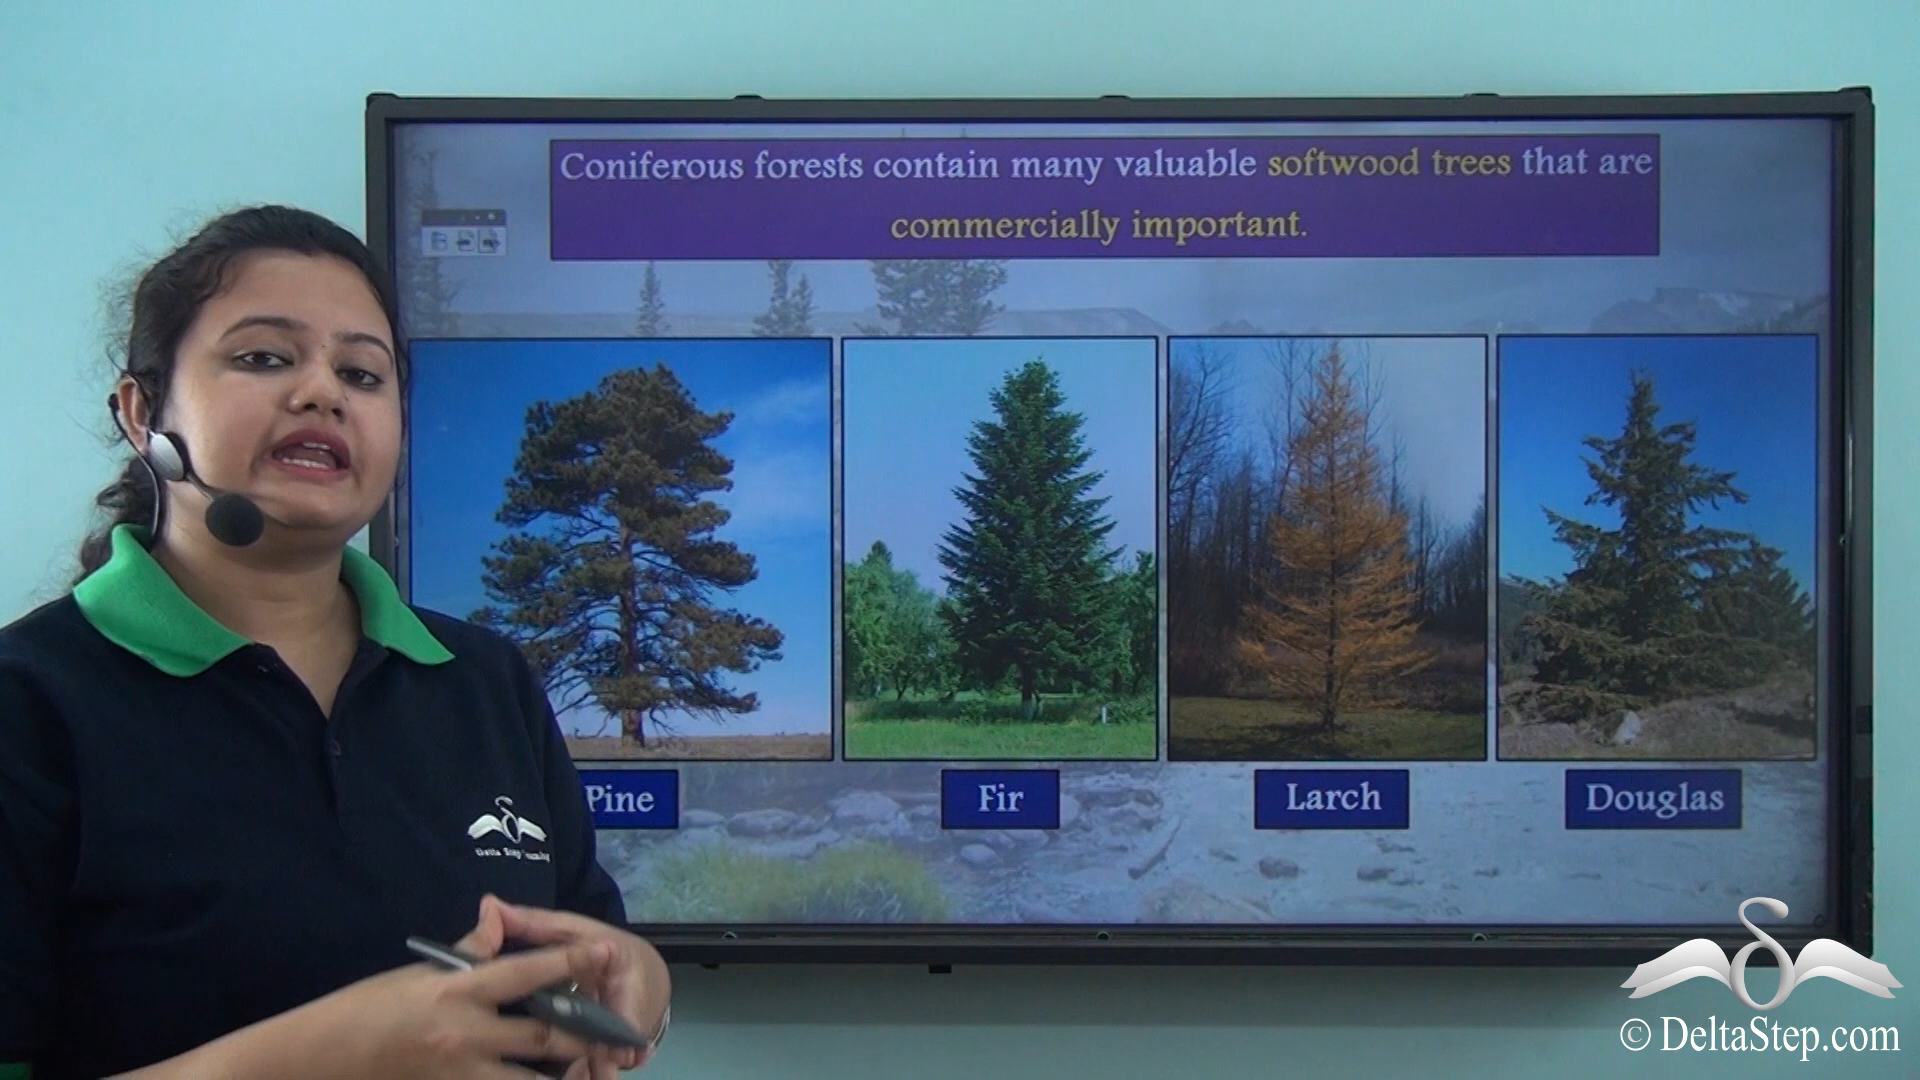 Coniferous forests contain many valuable softwood trees that are
commercially important.
Pine
Fir
Larch
Douglas
© DeltaStep.com